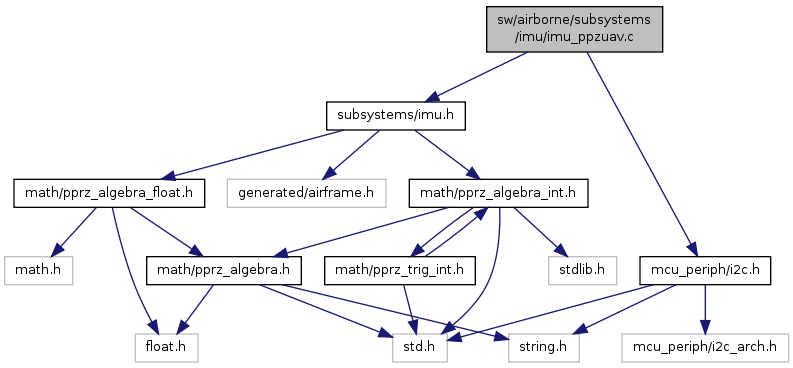 sw/airborne/subsystems
/imu/imu_ppzuav.c
subsystems/imu.h
math/pprz_algebra_float.h
generated/airframe.h
math/pprz_algebra_int.h
math.h
math/pprz_algebra.h
math/pprz_trig_int.h
stdlib.h
mcu_periph/i2c.h
float.h
std.h
string.h
mcu_periph/i2c_arch.h